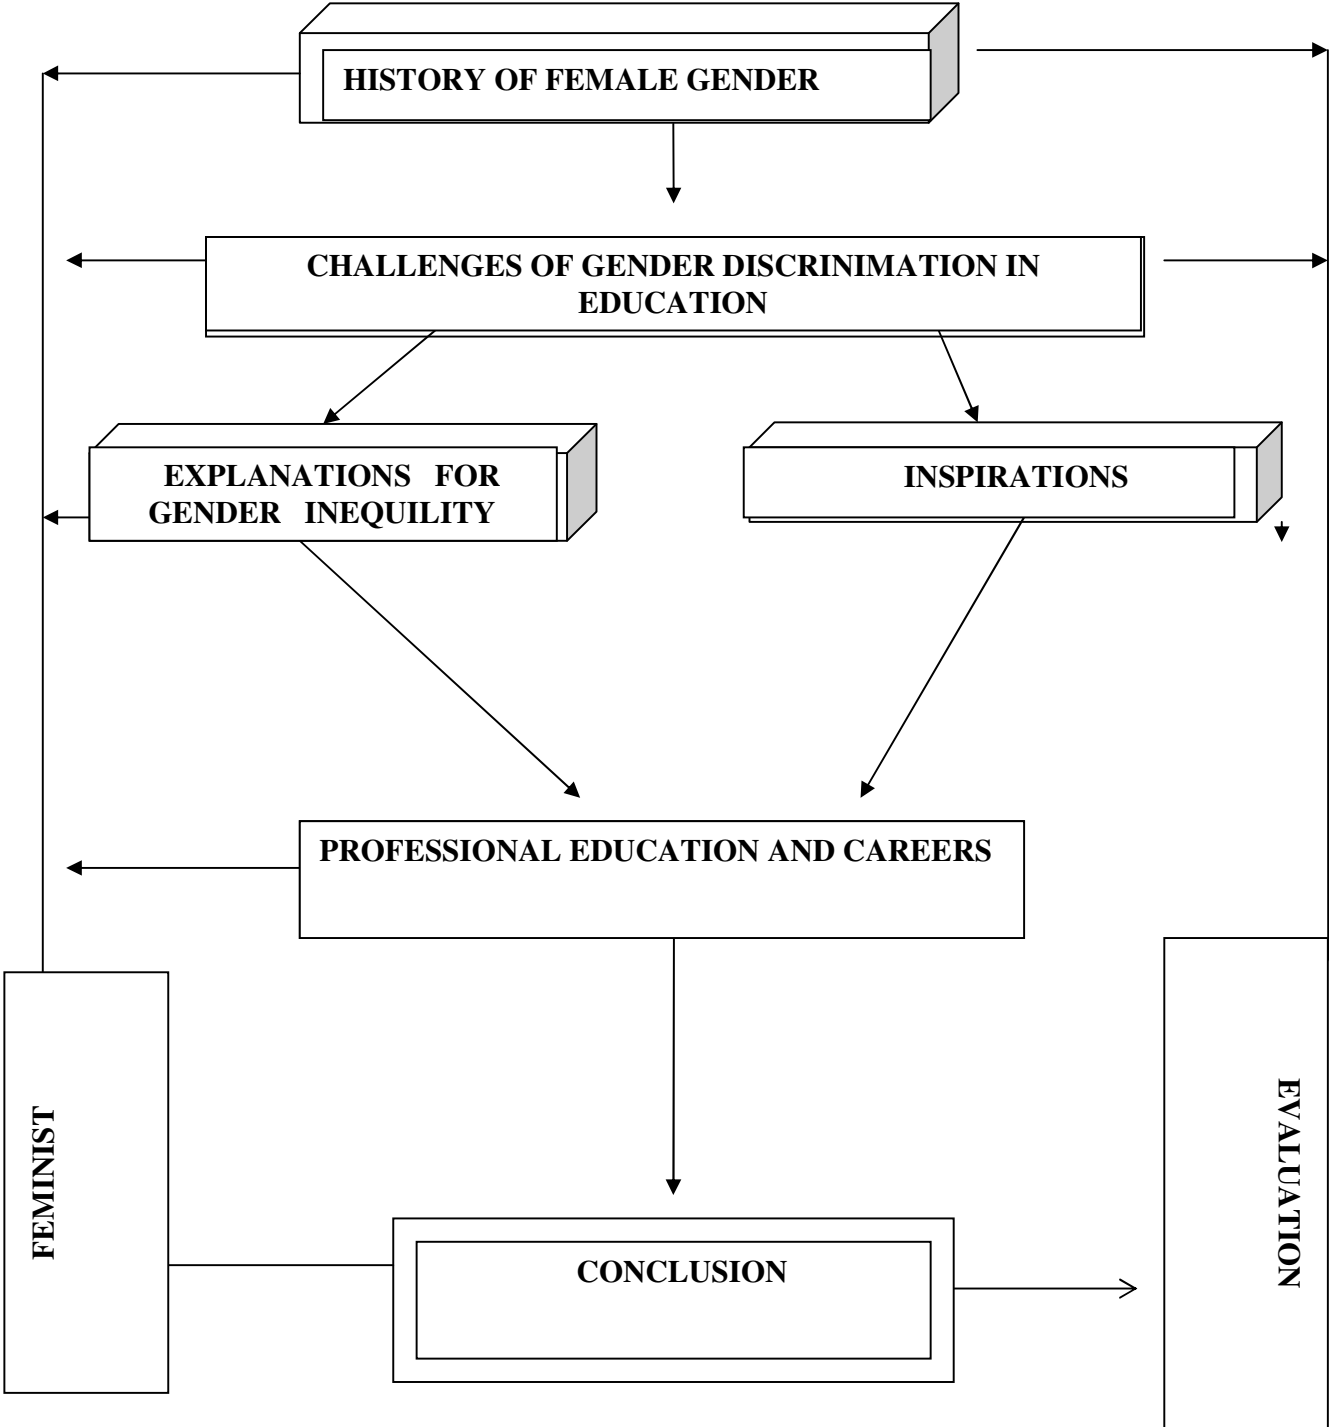 HISTORY OF FEMALE GENDER
CHALLENGES OF GENDER DISCRINIMATION IN
EDUCATION
EXPLANATIONS FOR
GENDER INEQUILITY
INSPIRATIONS
PROFESSIONAL EDUCATION AND CAREERS
FEMINIST
EVALUATION
CONCLUSION